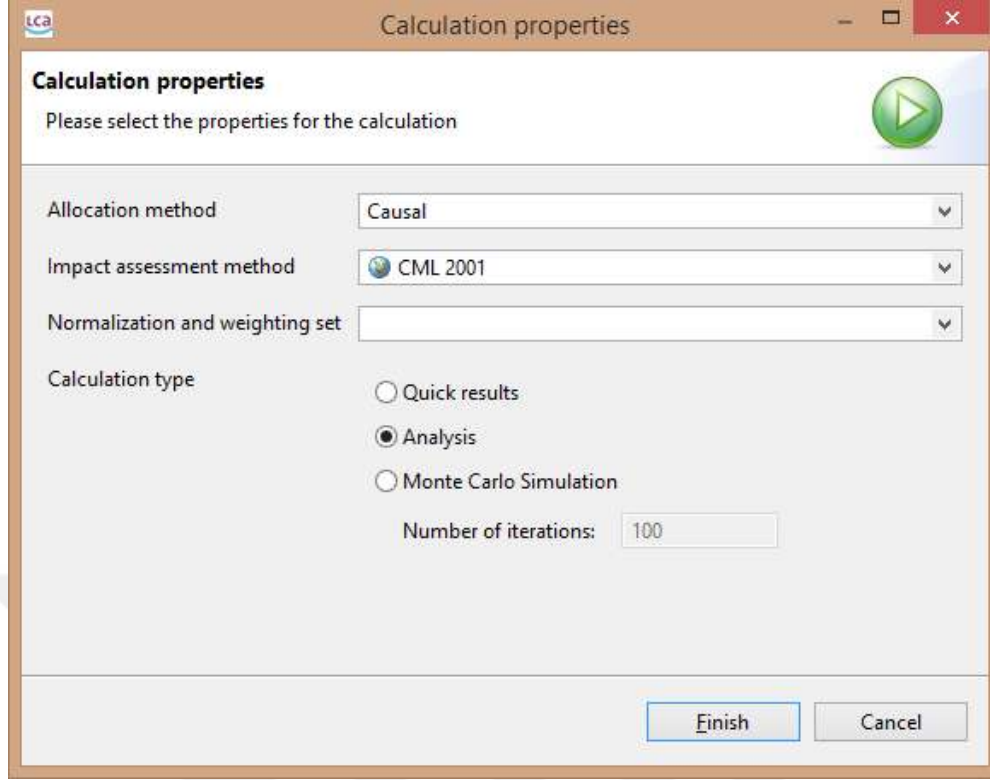 LCA
Calculation properties
Calculation properties
Please select the properties for the calculation
Allocation method
Causal
Impact assessment method
CML 2001
Normalization and weighting set
Calculation type
Quick results
Analysis
Monte Carlo Simulation
Number of iterations:
100
Finish
Cancel